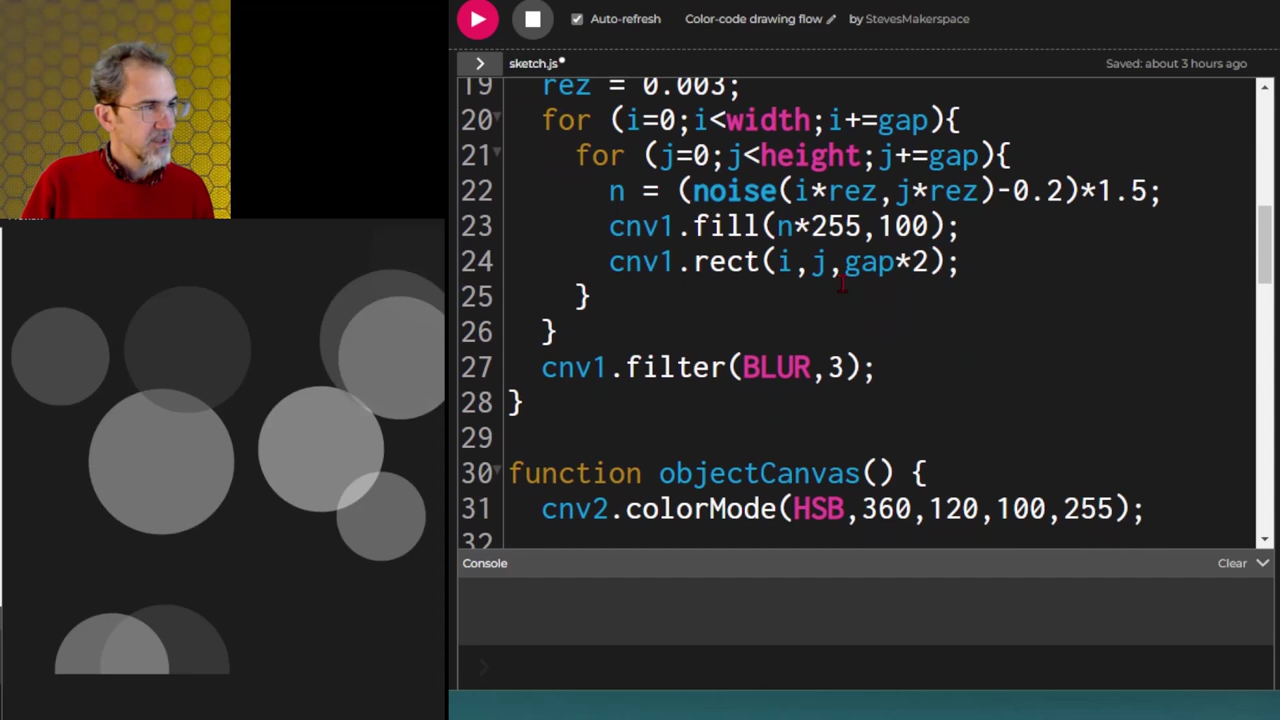 Auto-refresh
Color-code drawing flow
by StevesMakerspace
sketch.js
Saved: about 3 hours ago
19 rez = 0.003;
20 for (i=0;i<width;i+=gap){
21 for (j=0;j<height;j+=gap){
22 n = (noise(i*rez,j*rez)-0.2)*1.5;
23 cnv1.fill(n*255,100);
24 cnv1.rect(i,j,gap*2);
25 }
26 }
27 cnv1.filter(BLUR,3);
28 }
29
30 function objectCanvas() {
31 cnv2.colorMode(HSB,360,120,100,255);
32
Console
Clear